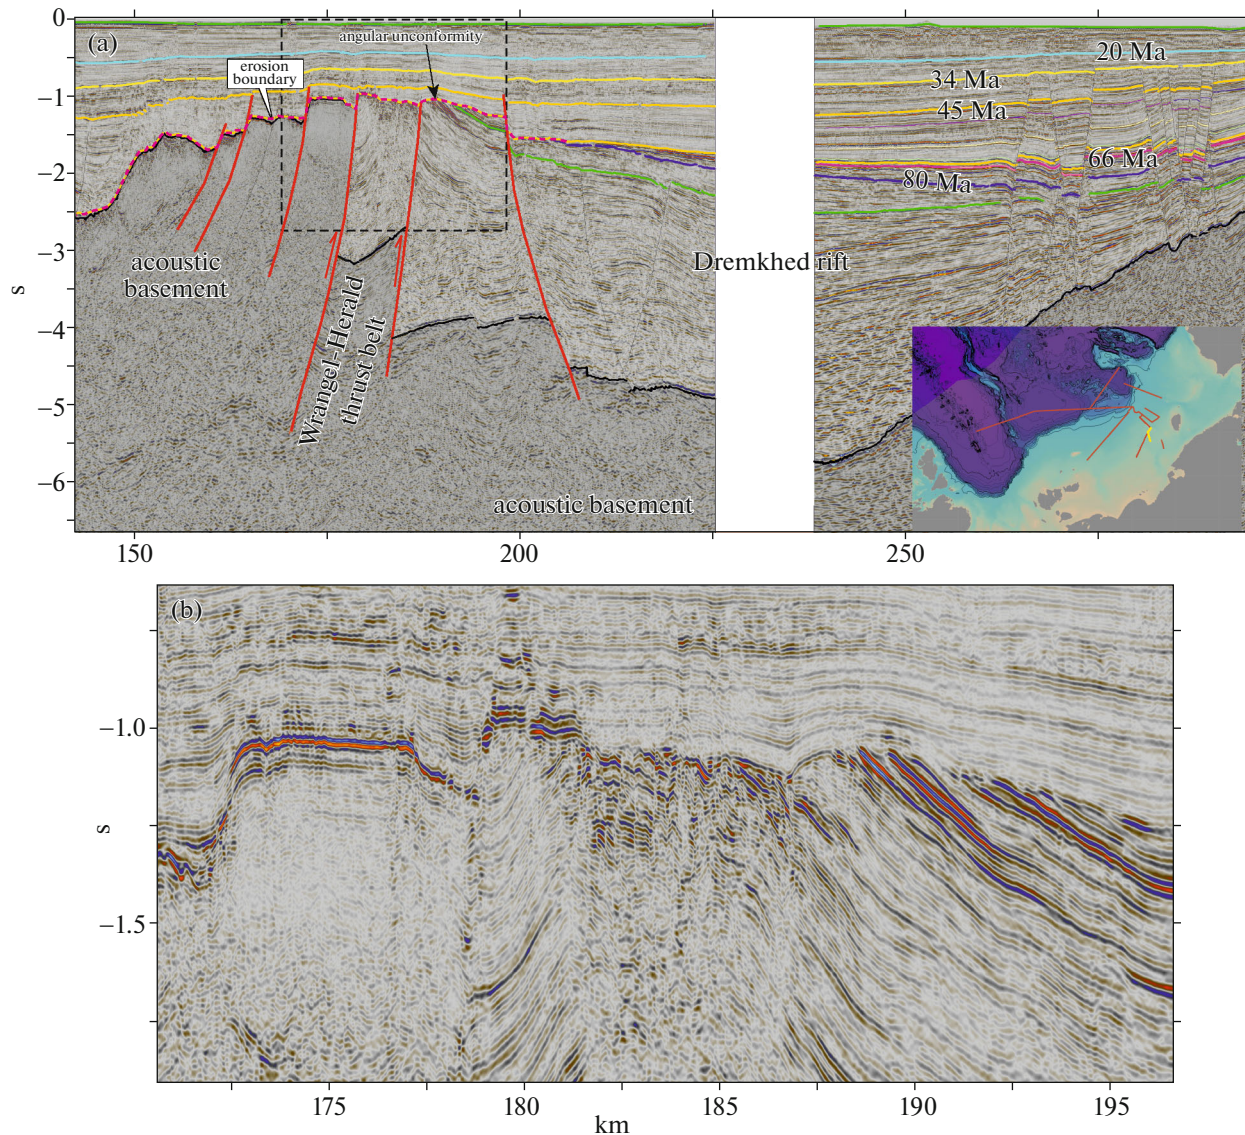 0
(a)
angular unconformity
20 Ma
erosion
boundary
34 Ma
−1
45 Ma
66 Ma
−2
80 Ma
acoustic
basement
Dremkhed rift
−3
s
Wrangel–Herald
thrust belt
−4
−5
−6
acoustic basement
150
200
250
(b)
−1.0
s
−1.5
175
180
185
190
195
km